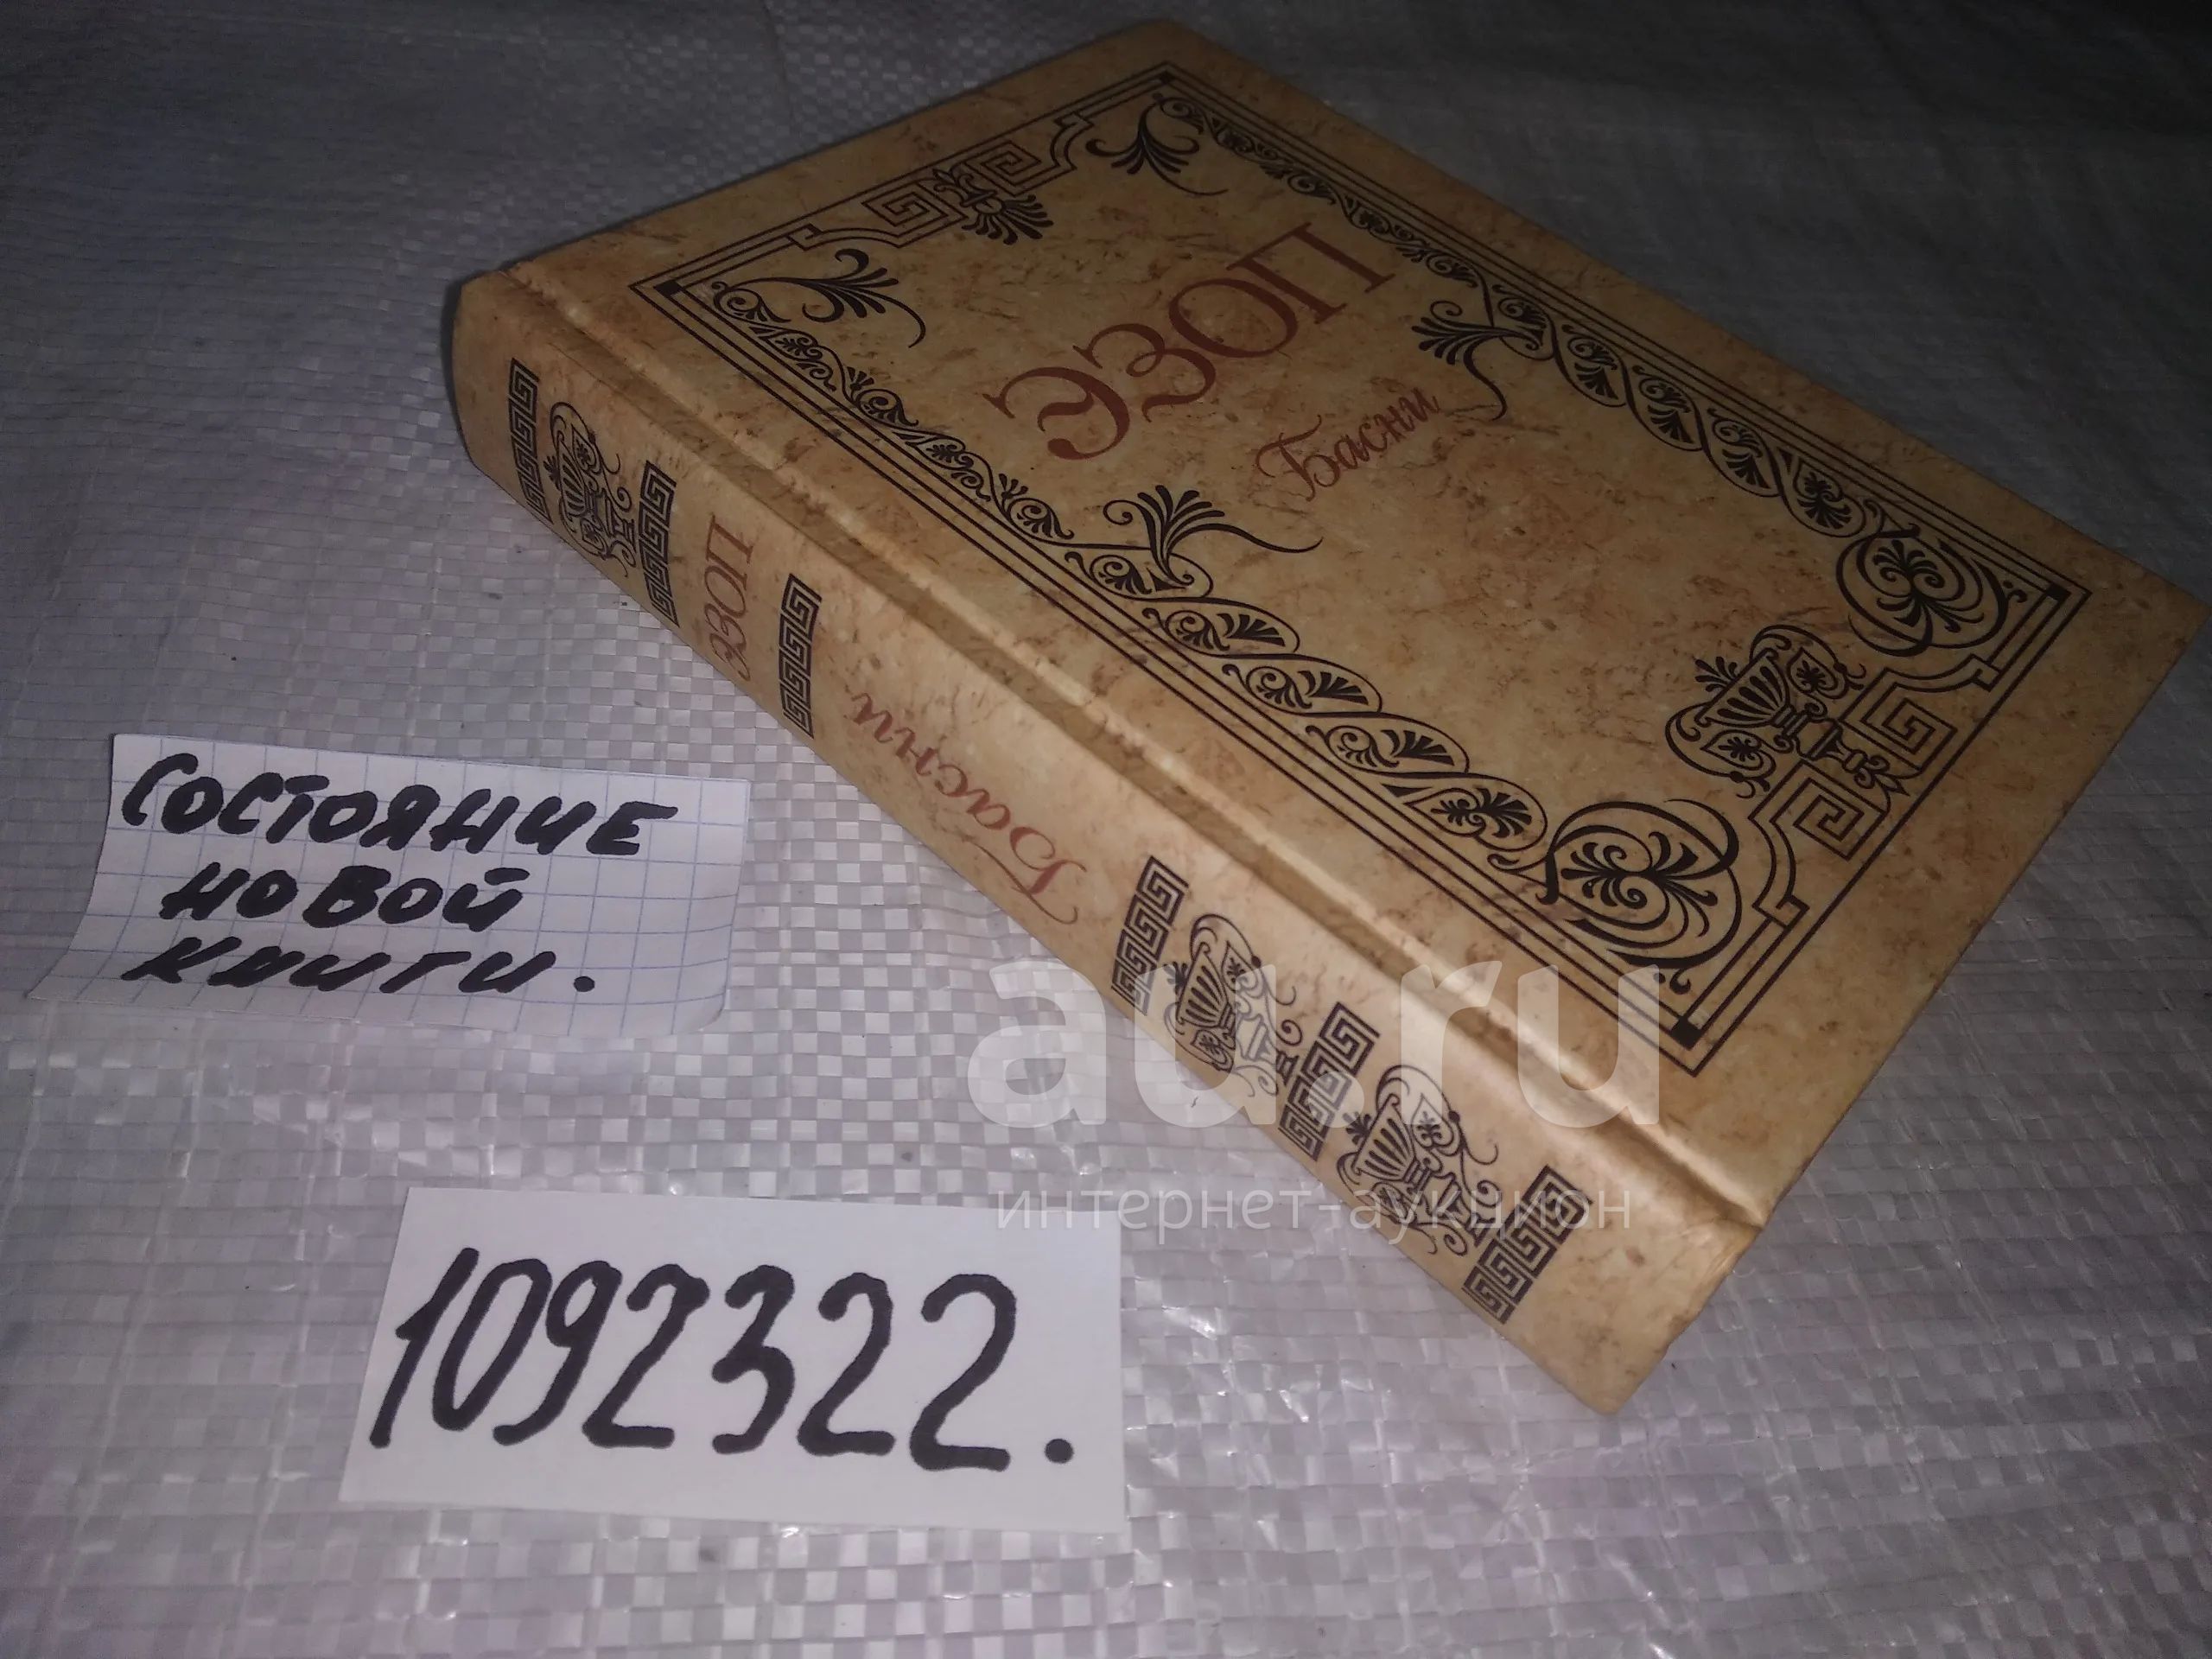 ЭЗОП
Басни
ЭЗОП
Басни
СОСТОЯНИЕ
НОВОЙ
КНИГИ.
1092322.
au.ru
интернет-аукцион